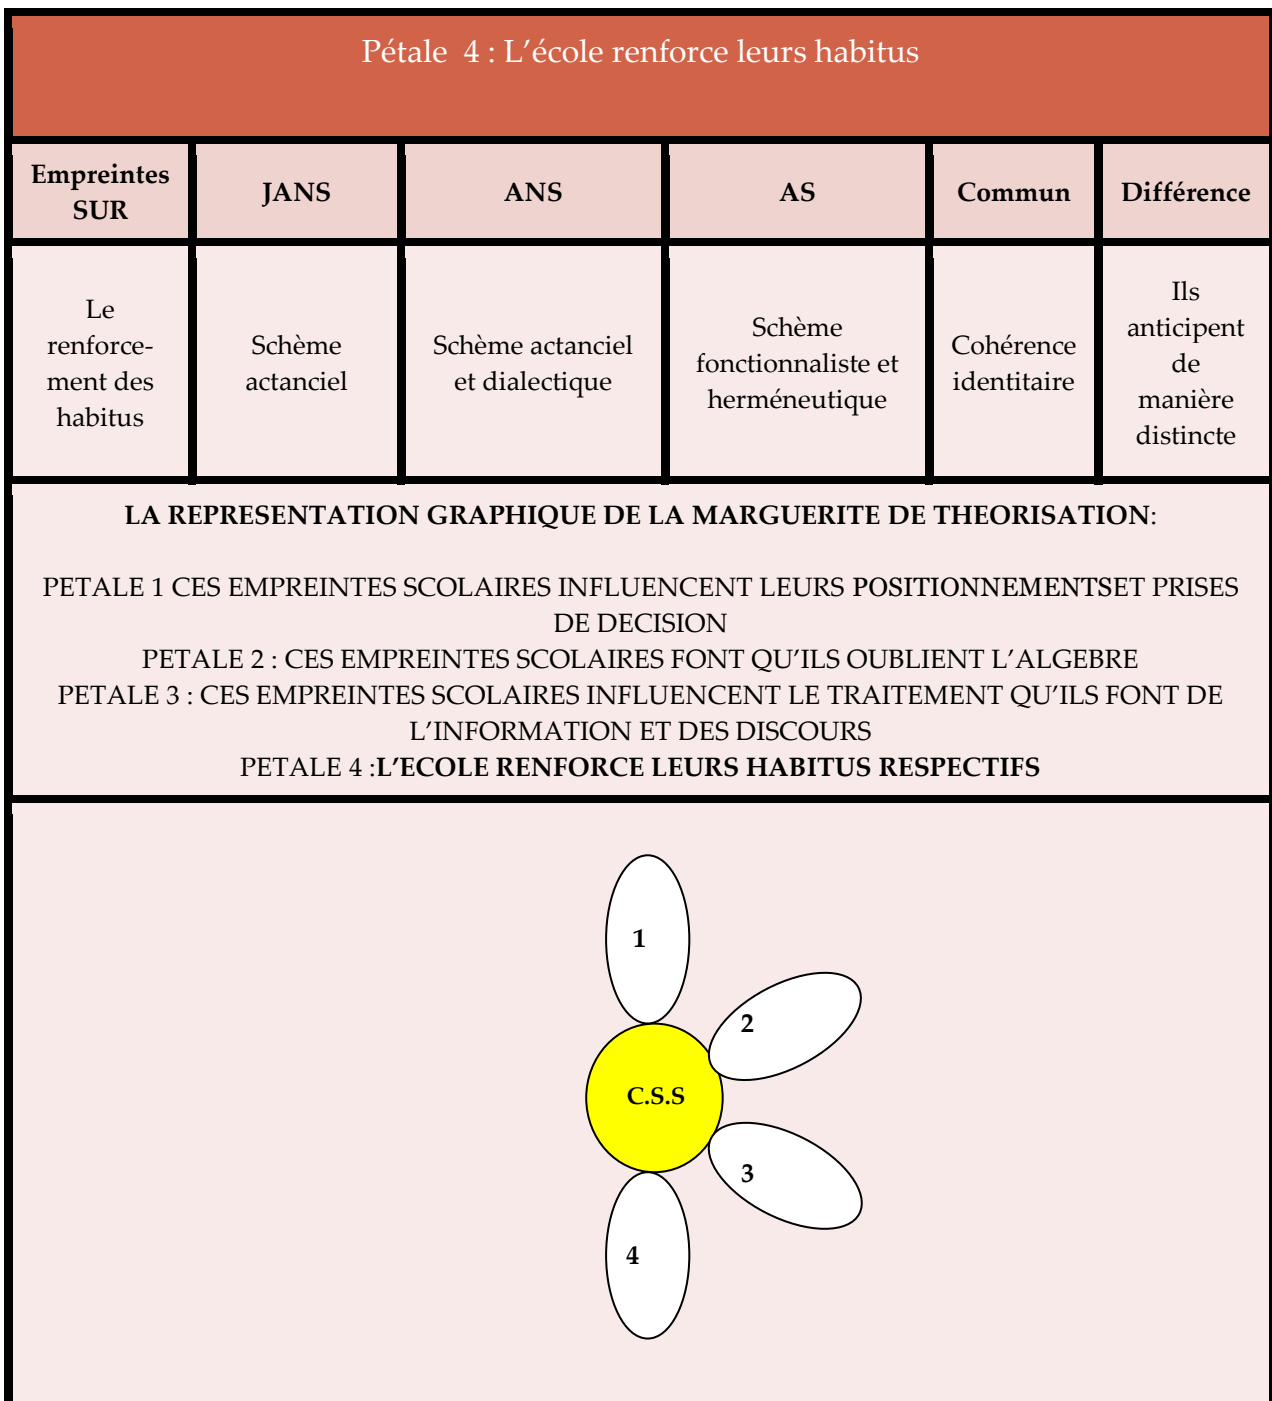 Pétale  4 : L’école renforce leurs habitus
Empreintes
SUR
JANS
ANS
AS
Commun
Différence
Le
renforce-
ment des
habitus
Schème
actanciel
Schème actanciel
et dialectique
Schème
fonctionnaliste et
herméneutique
Cohérence
identitaire
Ils
anticipent
de
manière
distincte
LA REPRESENTATION GRAPHIQUE DE LA MARGUERITE DE THEORISATION:
PETALE 1 CES EMPREINTES SCOLAIRES INFLUENCENT LEURS POSITIONNEMENTSET PRISES
DE DECISION
PETALE 2 : CES EMPREINTES SCOLAIRES FONT QU’ILS OUBLIENT L’ALGEBRE
PETALE 3 : CES EMPREINTES SCOLAIRES INFLUENCENT LE TRAITEMENT QU’ILS FONT DE
L’INFORMATION ET DES DISCOURS
PETALE 4 :L’ECOLE RENFORCE LEURS HABITUS RESPECTIFS
1
2
C.S.S
3
4